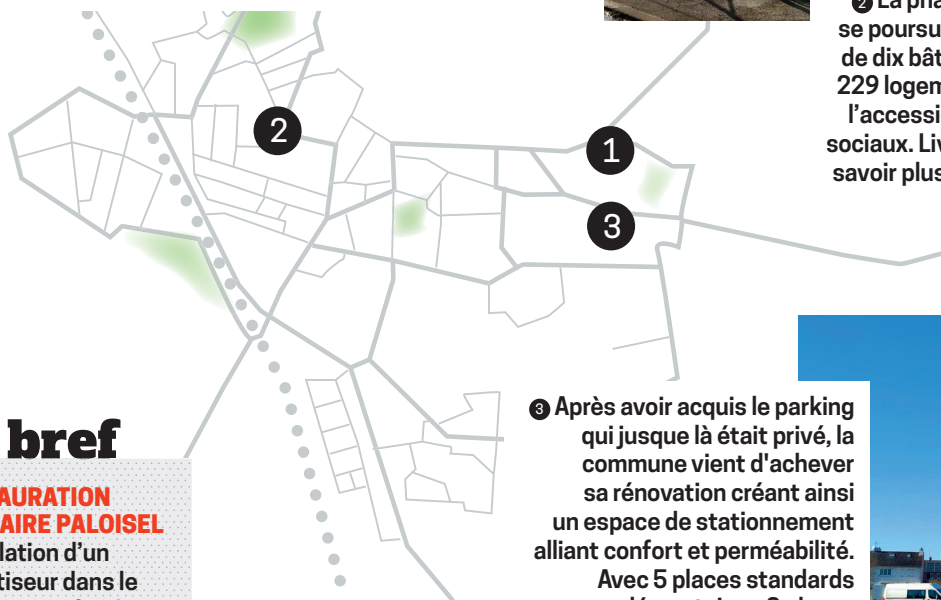 2 La pha
se poursu
de dix bât
229 logem
l'accessi
sociaux. Liv
savoir plus
2
1
3
bref
AURATION
AIRE PALOISEL
lation d'un
tiseur dans le
3 Après avoir acquis le parking
qui jusque là était privé, la
commune vient d'achever
sa rénovation créant ainsi
un espace de stationnement
alliant confort et perméabilité.
Avec 5 places standards